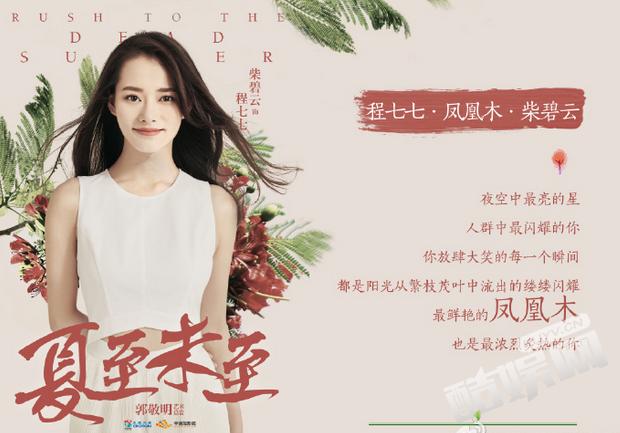 RUSH TO THE
DEAD
SUMMER
柴碧云
饰
程七七
夏至未至
郭敬明
程七七·凤凰木·柴碧云
夜空中最亮的星
人群中最闪耀的你
你放肆大笑的每一个瞬间
都是阳光从繁枝茂叶中流出的缕缕闪耀
最鲜艳的凤凰木
也是最浓烈炙热的你
酷娱网